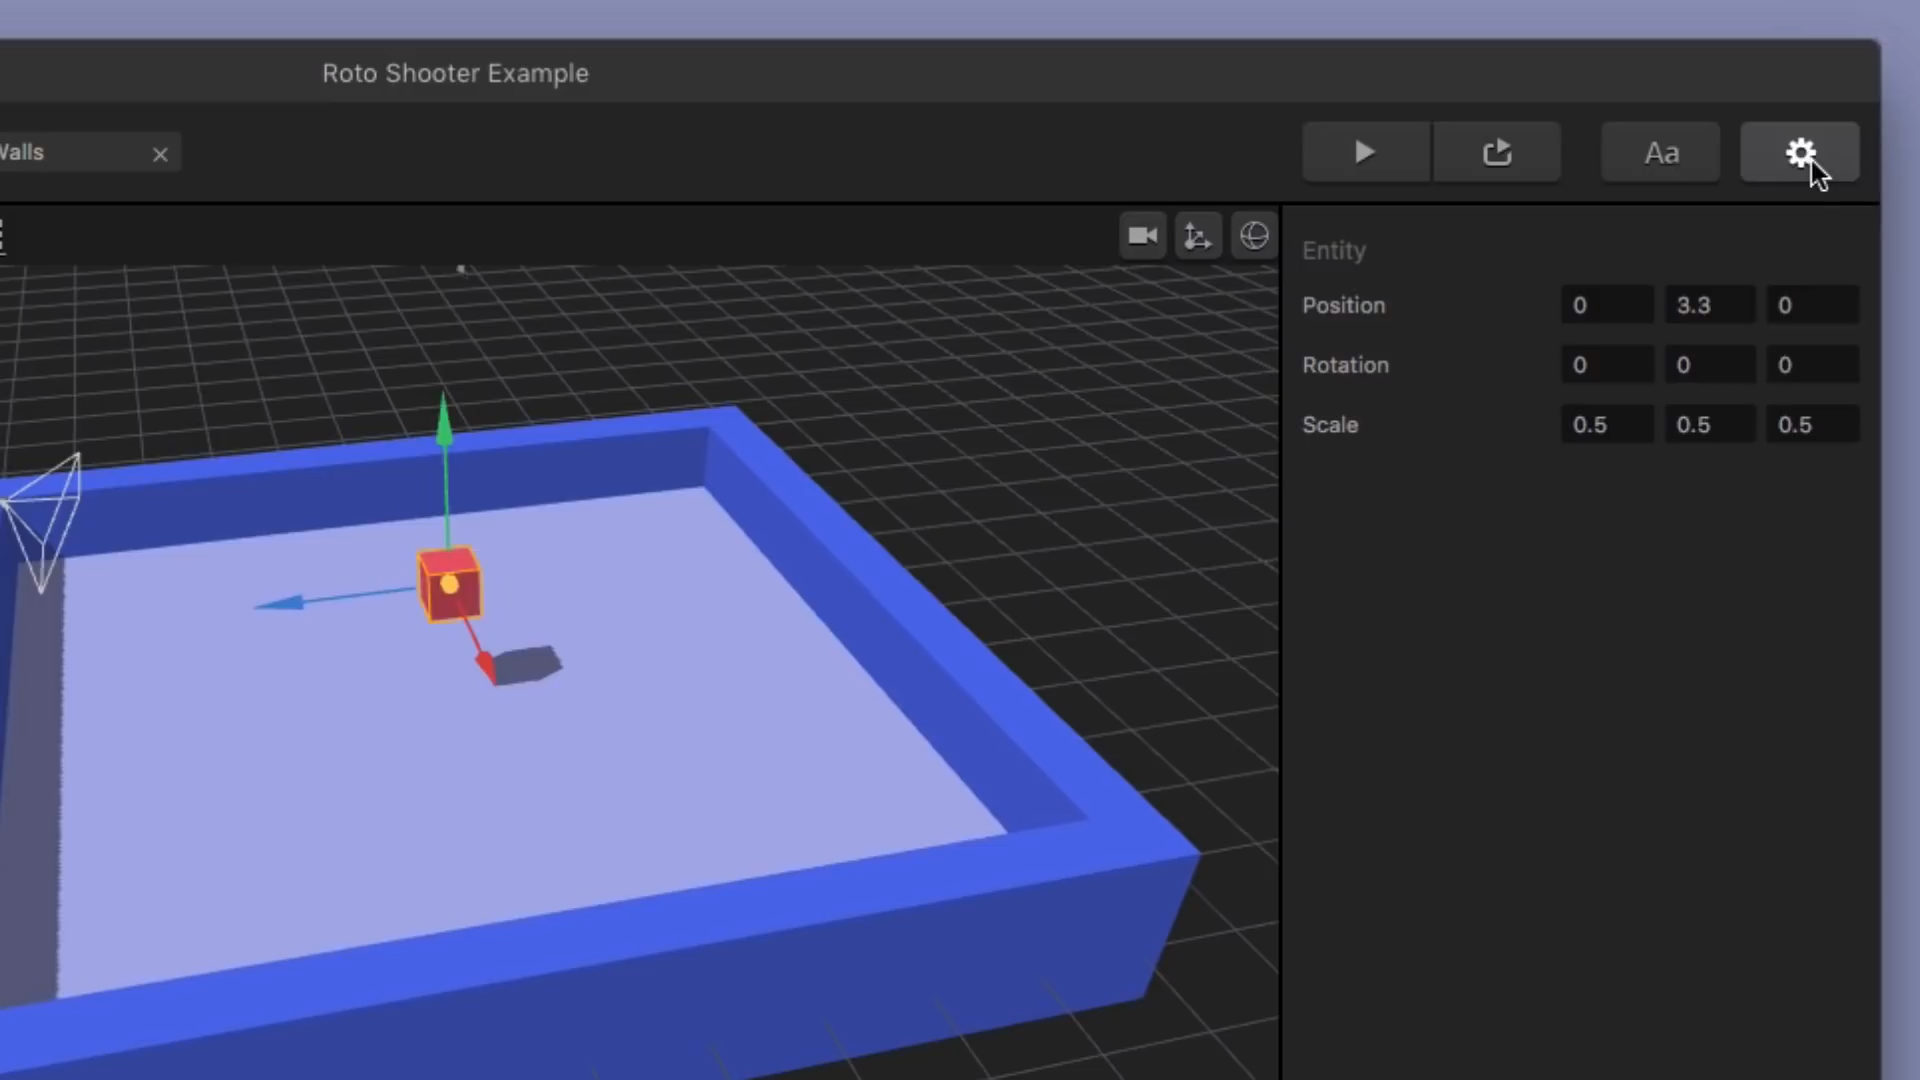 Roto Shooter Example
Walls
Aa
Entity
Position 0 3.3 0
Rotation 0 0 0
Scale 0.5 0.5 0.5